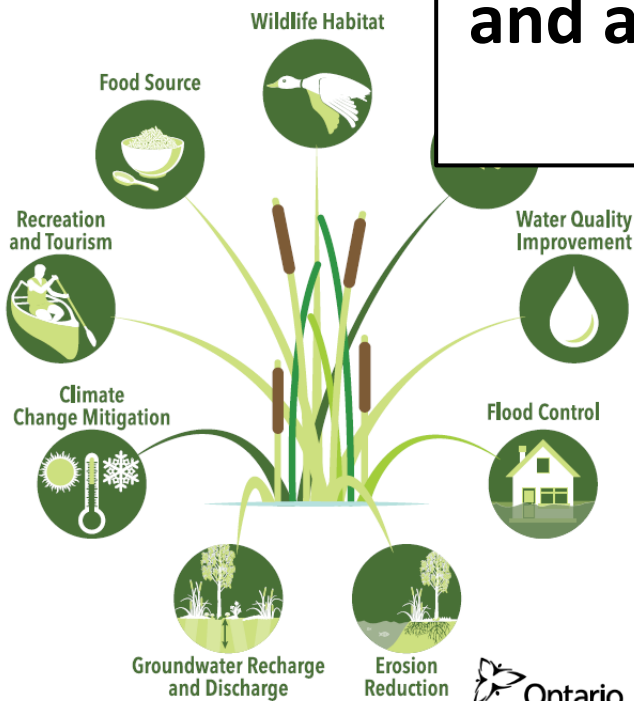 and a
Wildlife Habitat
Food Source
Recreation
and Tourism
Water Quality
Improvement
Climate
Change Mitigation
Flood Control
Groundwater Recharge
and Discharge
Erosion
Reduction
Ontario